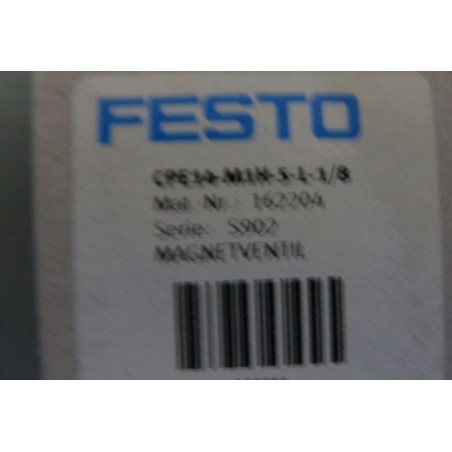 FESTO
CPE14-M1H-5-L-1/8
Mat.-Nr.: 162204
Serie: S902
MAGNETVENTIL